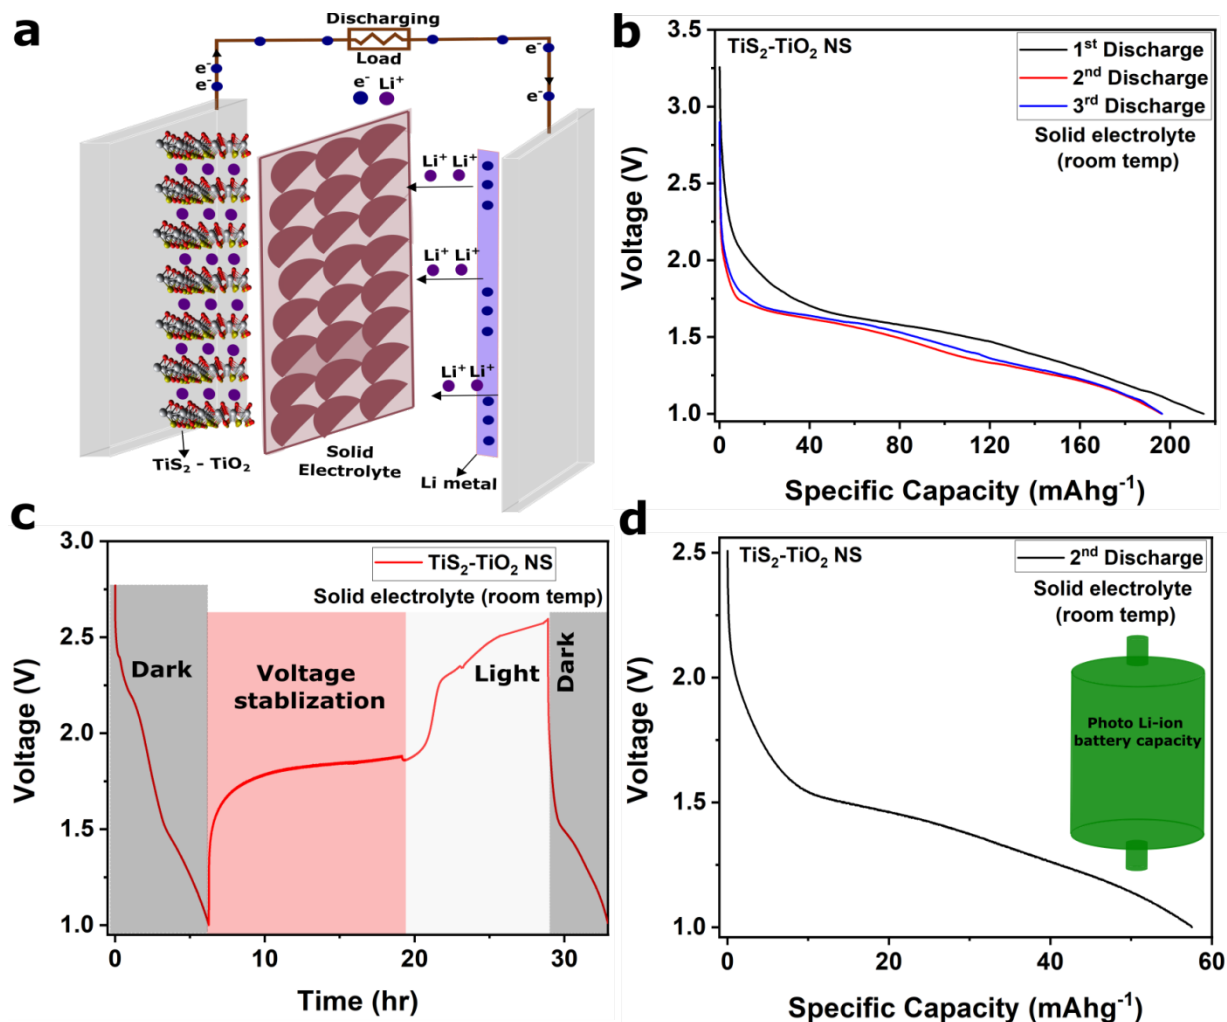 a
Discharging
Load
e⁻
e⁻
e⁻
e⁻
e⁻
e⁻ Li⁺
Li⁺ Li⁺
Li⁺ Li⁺
Li⁺ Li⁺
TiS₂ - TiO₂
Solid
Electrolyte
Li metal
b
TiS₂-TiO₂ NS
1ˢᵗ Discharge
2ⁿᵈ Discharge
3ʳᵈ Discharge
Solid electrolyte
(room temp)
Voltage (V)
3.5
3.0
2.5
2.0
1.5
1.0
0 40 80 120 160 200
Specific Capacity (mAhg⁻¹)
c
TiS₂-TiO₂ NS
Solid electrolyte (room temp)
Dark
Voltage
stablization
Light
Dark
Voltage (V)
3.0
2.5
2.0
1.5
1.0
0 10 20 30
Time (hr)
d
TiS₂-TiO₂ NS
2ⁿᵈ Discharge
Solid electrolyte
(room temp)
Photo Li-ion
battery capacity
Voltage (V)
2.5
2.0
1.5
1.0
0 20 40 60
Specific Capacity (mAhg⁻¹)